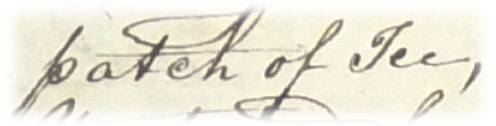 patch of Ice,